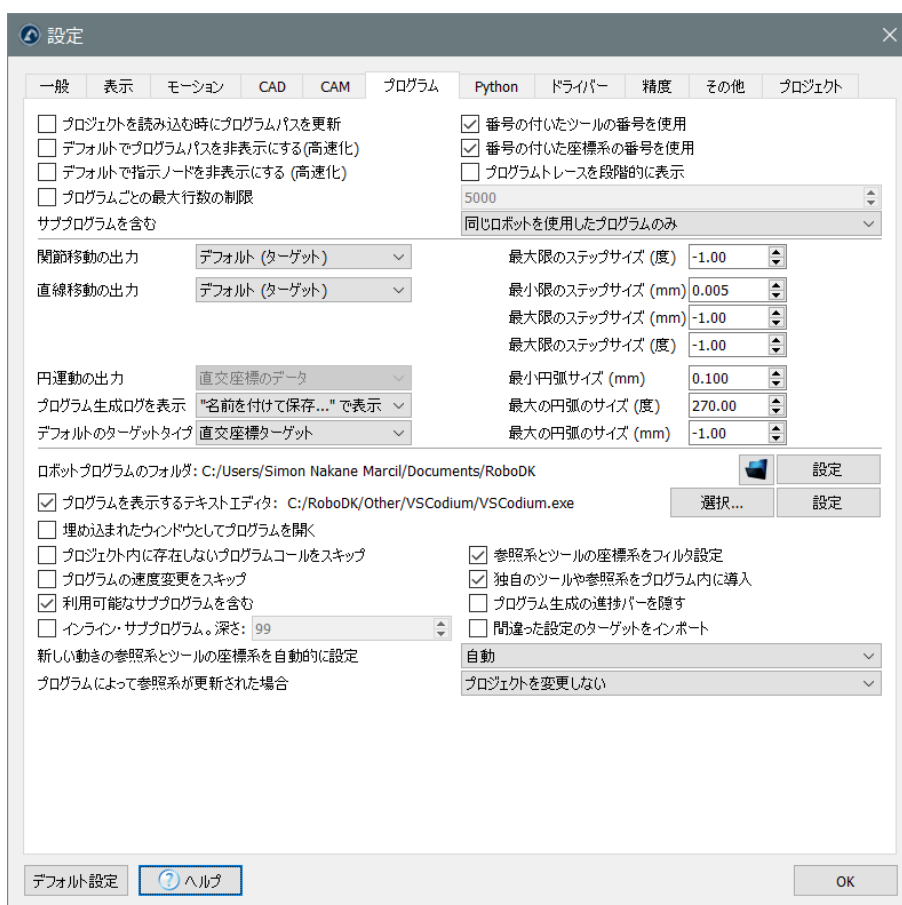 設定
一般 表示 モーション CAD CAM プログラム Python ドライバー 精度 その他 プロジェクト
プロジェクトを読み込む時にプログラムパスを更新 番号の付いたツールの番号を使用
デフォルトでプログラムパスを非表示にする(高速化) 番号の付いた座標系の番号を使用
デフォルトで指示ノードを非表示にする (高速化) プログラムトレースを段階的に表示
プログラムごとの最大行数の制限 5000
サブプログラムを含む 同じロボットを使用したプログラムのみ
関節移動の出力 デフォルト (ターゲット) 最大限のステップサイズ (度) -1.00
直線移動の出力 デフォルト (ターゲット) 最小限のステップサイズ (mm) 0.005
最大限のステップサイズ (mm) -1.00
最大限のステップサイズ (度) -1.00
円運動の出力 直交座標のデータ 最小円弧サイズ (mm) 0.100
プログラム生成ログを表示 "名前を付けて保存..." で表示 最大の円弧のサイズ (度) 270.00
デフォルトのターゲットタイプ 直交座標ターゲット 最大の円弧のサイズ (mm) -1.00
ロボットプログラムのフォルダ: C:/Users/Simon Nakane Marcil/Documents/RoboDK 設定
プログラムを表示するテキストエディタ: C:/RoboDK/Other/VSCodium/VSCodium.exe 選択... 設定
埋め込まれたウィンドウとしてプログラムを開く
プロジェクト内に存在しないプログラムコールをスキップ 参照系とツールの座標系をフィルタ設定
プログラムの速度変更をスキップ 独自のツールや参照系をプログラム内に導入
利用可能なサブプログラムを含む プログラム生成の進捗バーを隠す
インライン・サブプログラム。深さ: 99 間違った設定のターゲットをインポート
新しい動きの参照系とツールの座標系を自動的に設定 自動
プログラムによって参照系が更新された場合 プロジェクトを変更しない
デフォルト設定 ? ヘルプ OK